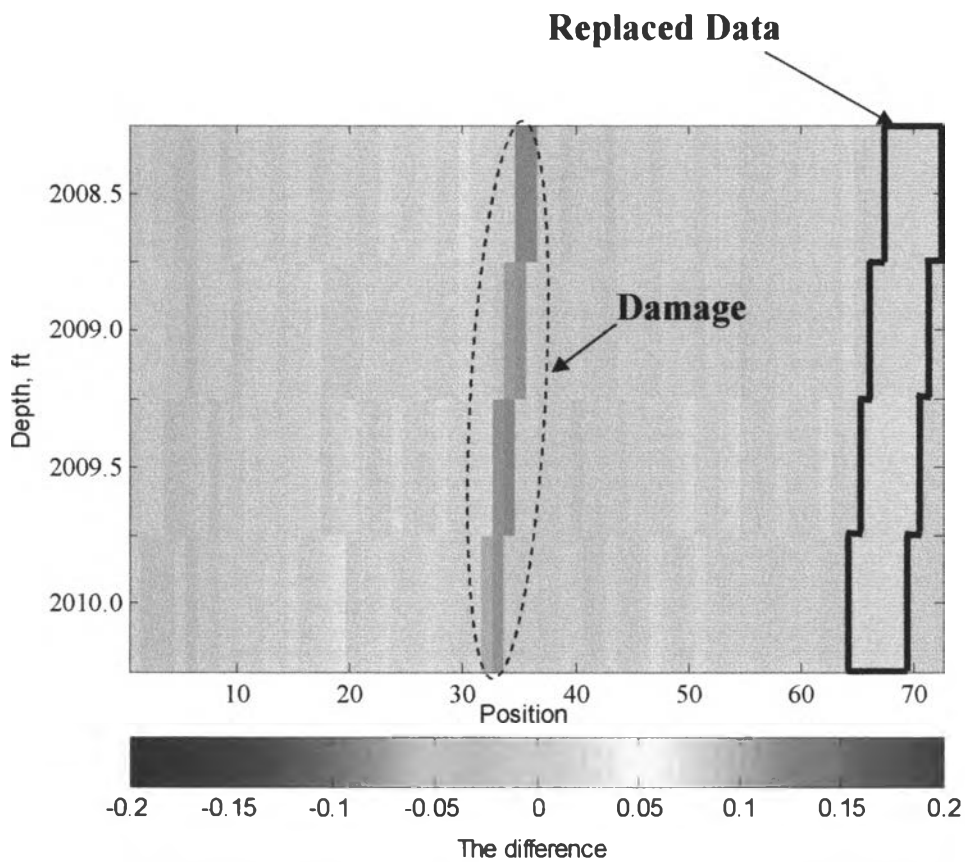 Replaced Data
2008.5
Damage
2009.0
Depth, ft
2009.5
2010.0
10 20 30 40 50 60 70
Position
-0.2 -0.15 -0.1 -0.05 0 0.05 0.1 0.15 0.2
The difference